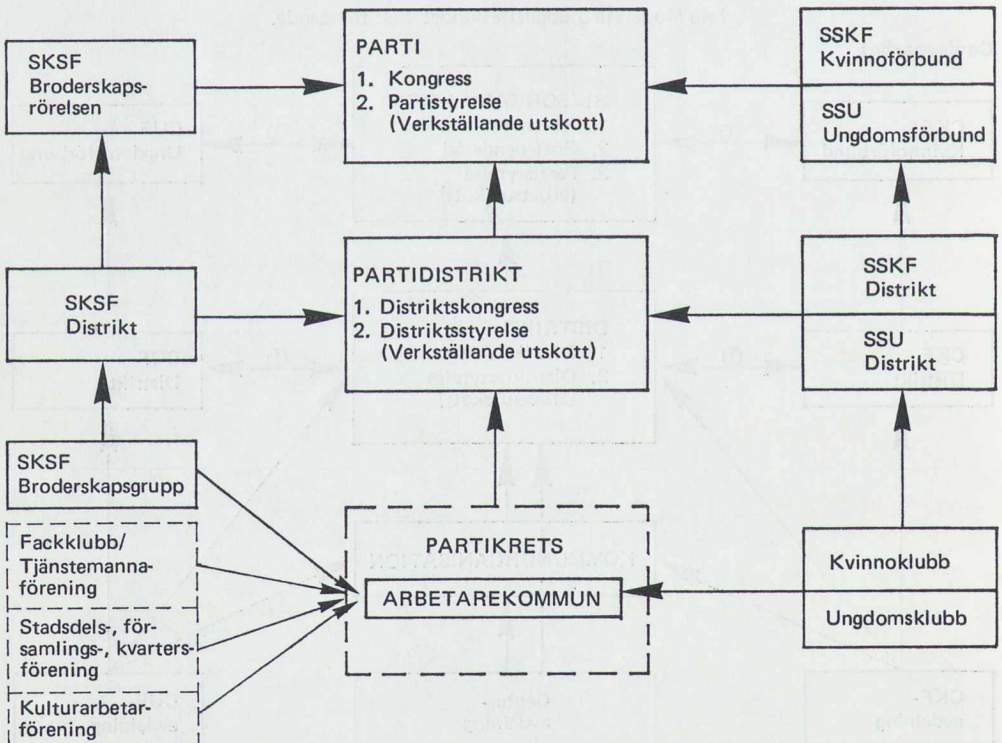 SKSF
Broderskaps-
rörelsen
PARTI
1. Kongress
2. Partistyrelse
(Verkställande utskott)
SSKF
Kvinnoförbund
SSU
Ungdomsförbund
SKSF
Distrikt
PARTIDISTRIKT
1. Distriktskongress
2. Distriktsstyrelse
(Verkställande utskott)
SSKF
Distrikt
SSU
Distrikt
SKSF
Broderskapsgrupp
Fackklubb/
Tjänstemanna-
förening
Stadsdels-, för-
samlings-, kvarters-
förening
Kulturarbetar-
förening
PARTIKRETS
ARBETAREKOMMUN
Kvinnoklubb
Ungdomsklubb